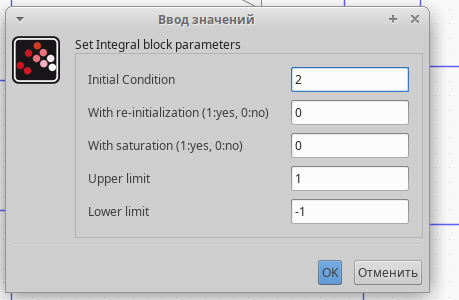 Ввод значений
Set Integral block parameters
Initial Condition 2
With re-initialization (1:yes, 0:no) 0
With saturation (1:yes, 0:no) 0
Upper limit 1
Lower limit -1
OK Отменить